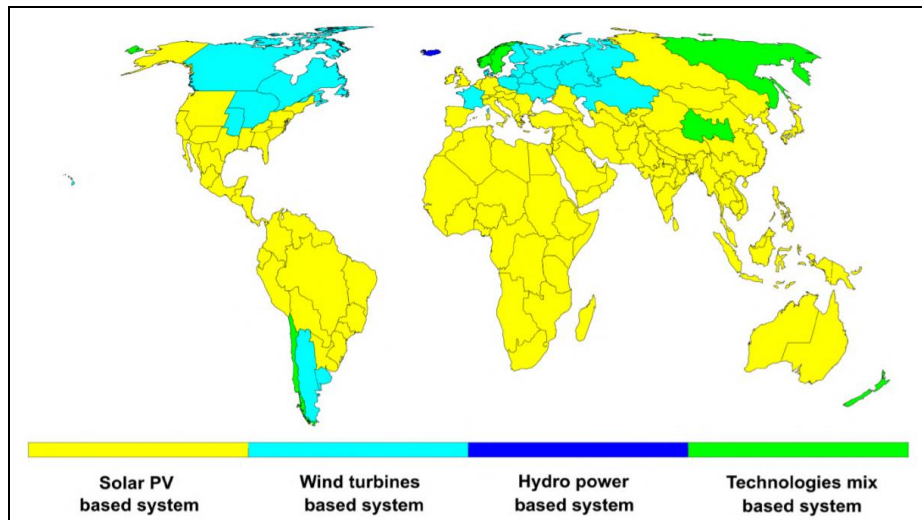 Solar PV
based system
Wind turbines
based system
Hydro power
based system
Technologies mix
based system